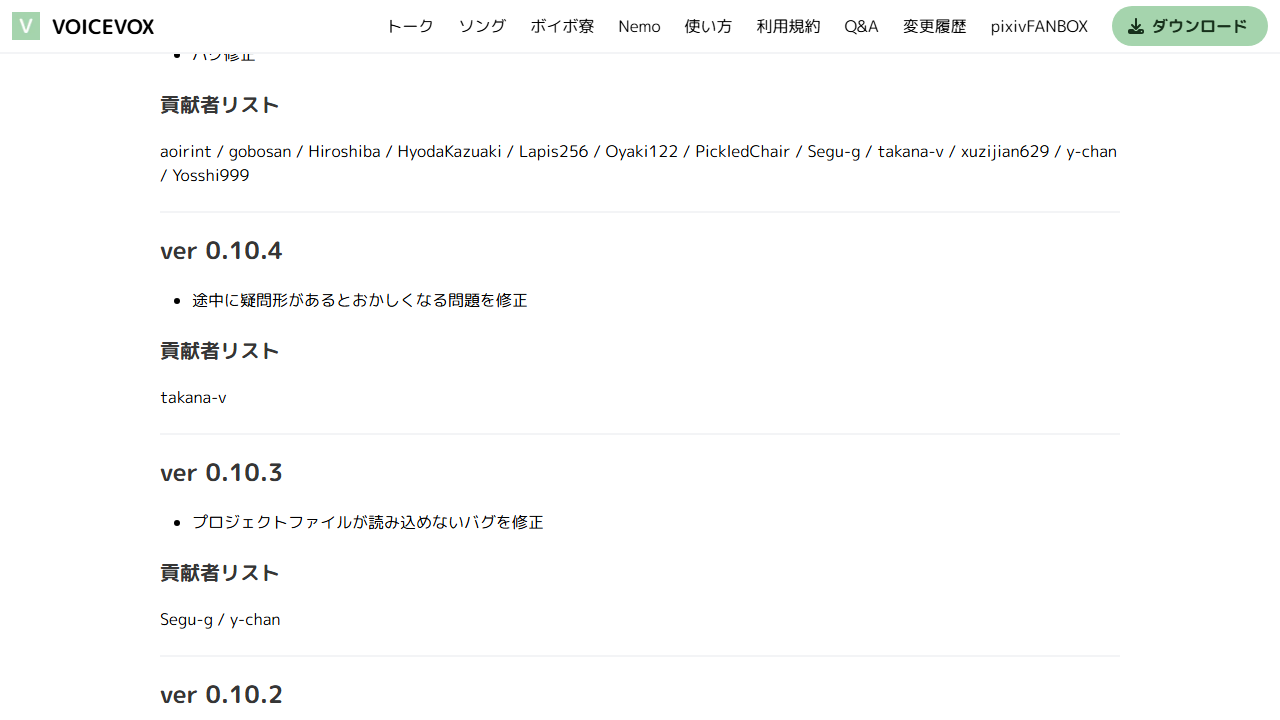 V VOICEVOX トーク ソング ボイボ寮 Nemo 使い方 利用規約 Q&A 変更履歴 pixivFANBOX ダウンロード
バグ修正
貢献者リスト
aoirint / gobosan / Hiroshiba / HyodaKazuaki / Lapis256 / Oyaki122 / PickledChair / Segu-g / takana-v / xuzijian629 / y-chan
/ Yosshi999
ver 0.10.4
途中に疑問形があるとおかしくなる問題を修正
貢献者リスト
takana-v
ver 0.10.3
プロジェクトファイルが読み込めないバグを修正
貢献者リスト
Segu-g / y-chan
ver 0.10.2